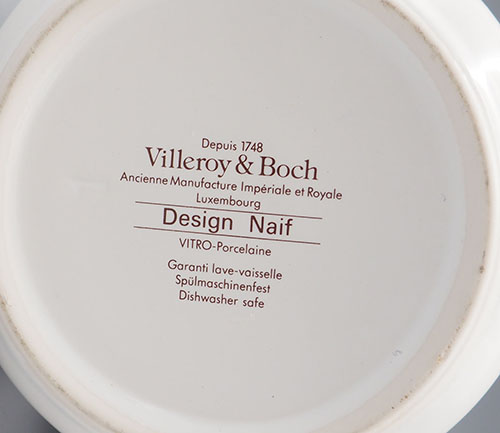 Depuis 1748
Villeroy & Boch
Ancienne Manufacture Impériale et Royale
Luxembourg
Design Naif
VITRO-Porcelaine
Garanti lave-vaisselle
Spülmaschinenfest
Dishwasher safe